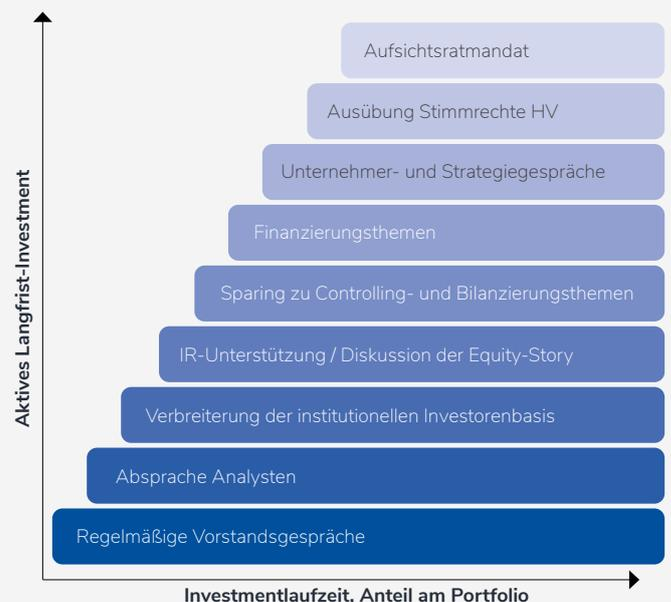 Aufsichtsratmandat
Ausübung Stimmrechte HV
Unternehmer- und Strategiegespräche
Finanzierungsthemen
Sparing zu Controlling- und Bilanzierungsthemen
IR-Unterstützung / Diskussion der Equity-Story
Verbreiterung der institutionellen Investorenbasis
Absprache Analysten
Regelmäßige Vorstandsgespräche
Aktives Langfrist-Investment
Investmentlaufzeit, Anteil am Portfolio